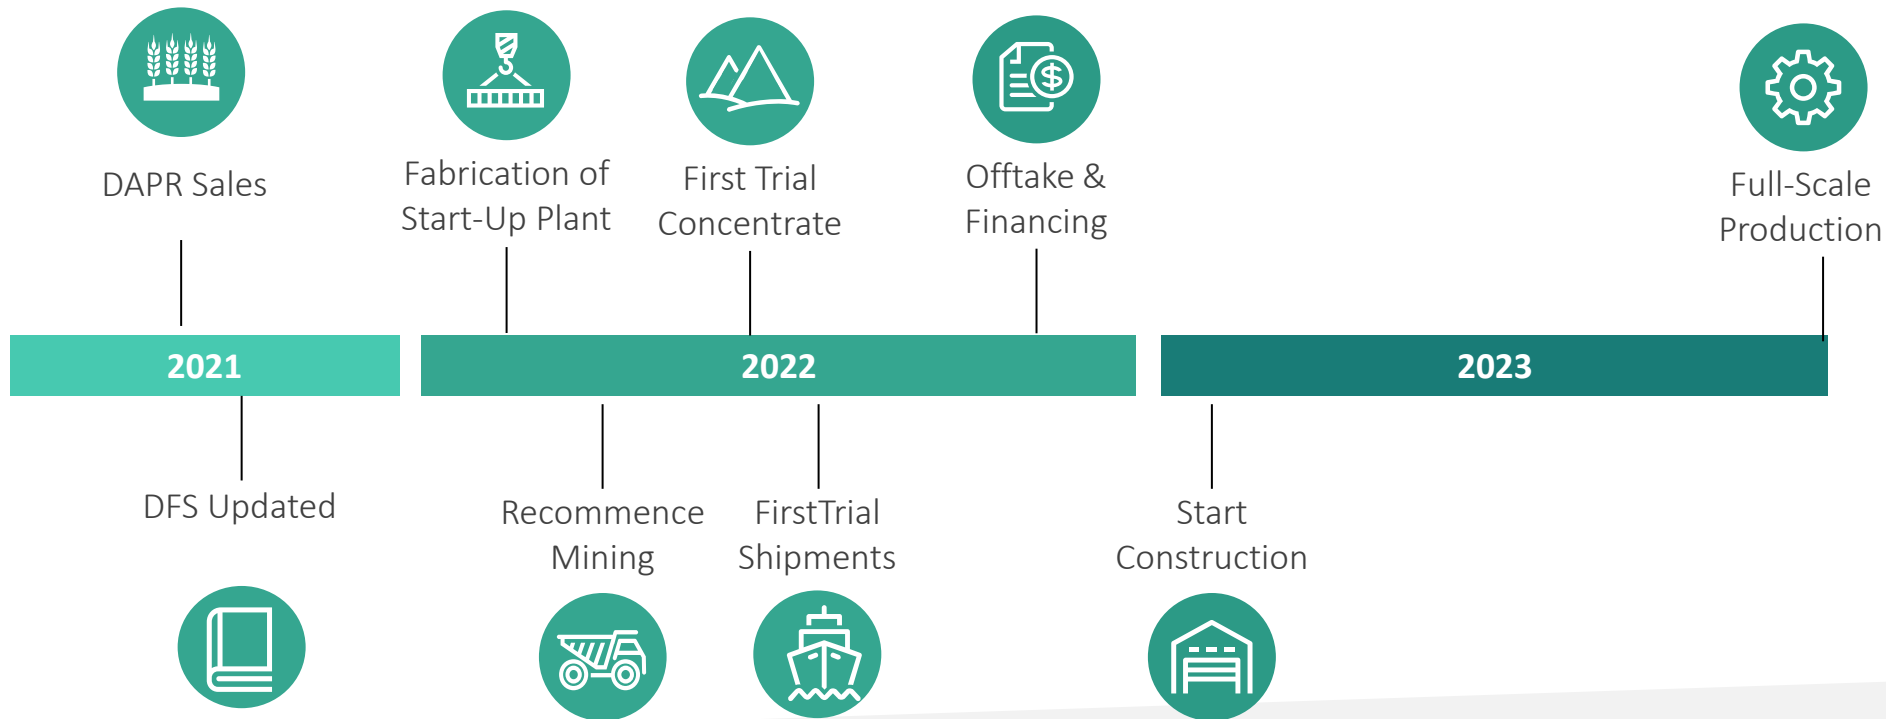 DAPR Sales
Fabrication of
Start-Up Plant
First Trial
Concentrate
Offtake &
Financing
Full-Scale
Production
2021
2022
2023
DFS Updated
Recommence
Mining
FirstTrial
Shipments
Start
Construction